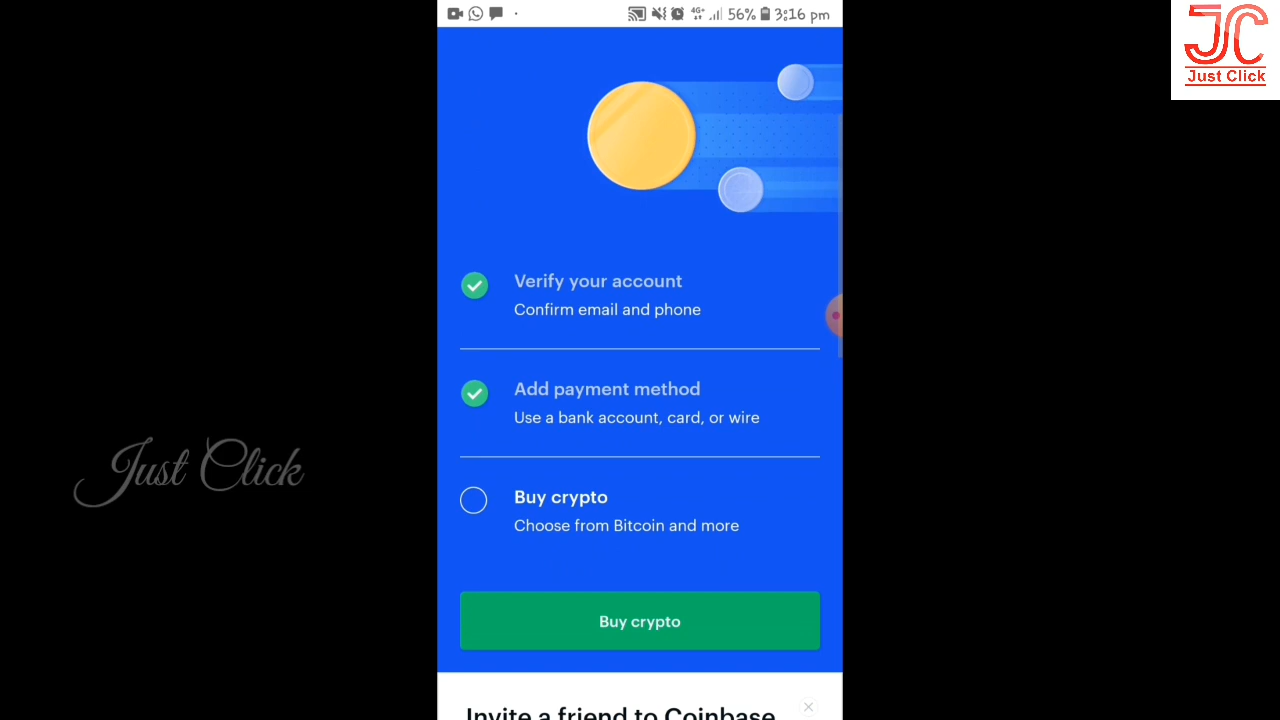 4G+ 56% 3:16 pm
JC
Just Click
Verify your account
Confirm email and phone
Add payment method
Use a bank account, card, or wire
Just Click
Buy crypto
Choose from Bitcoin and more
Buy crypto
Invite a friend to Coinbase